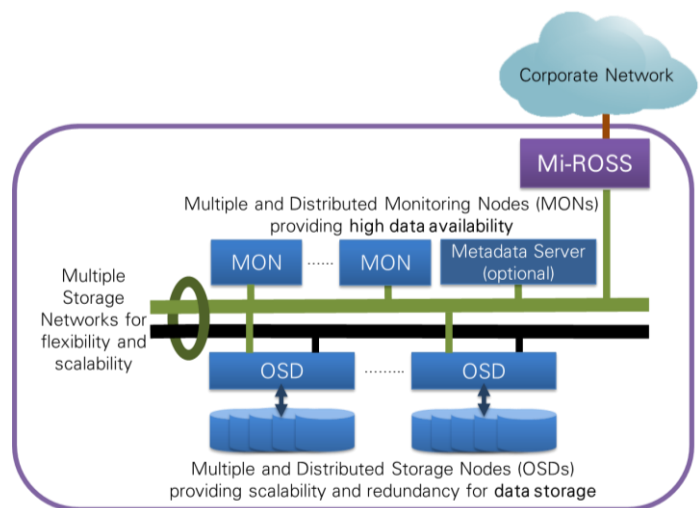 Corporate Network
Mi-ROSS
Multiple and Distributed Monitoring Nodes (MONs)
providing high data availability
MON
......
MON
Metadata Server
(optional)
Multiple
Storage
Networks for
flexibility and
scalability
OSD
.........
OSD
Multiple and Distributed Storage Nodes (OSDs)
providing scalability and redundancy for data storage